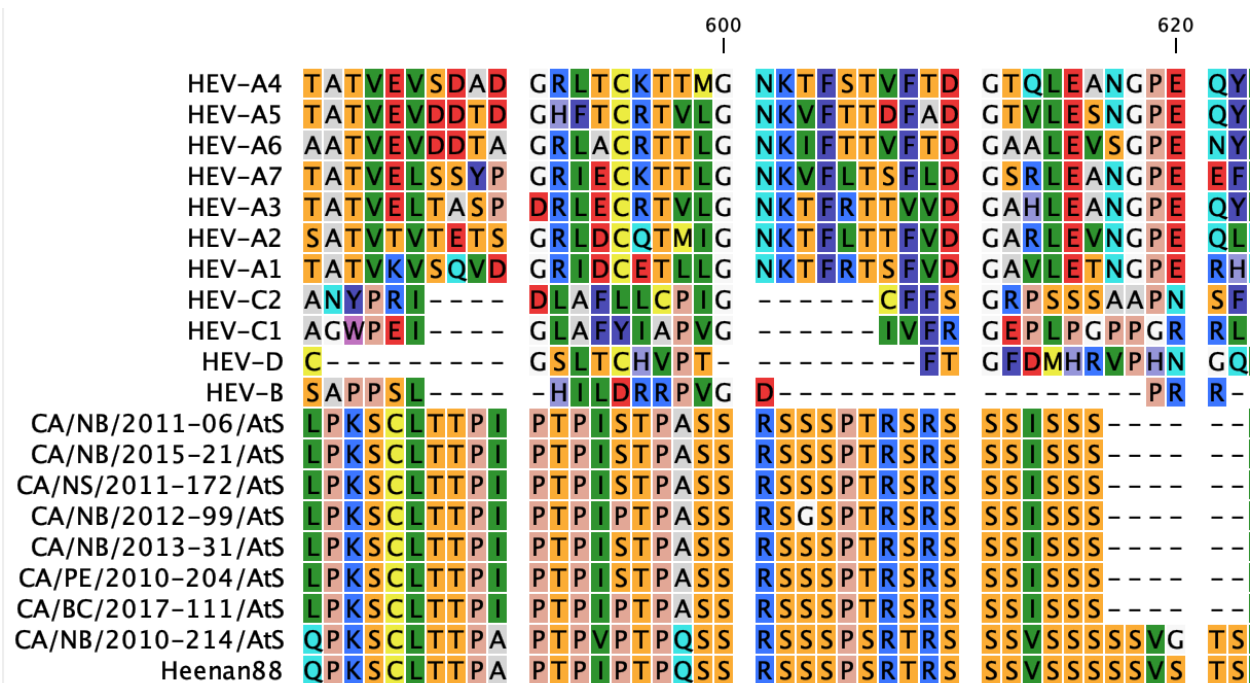 600 620
HEV-A4 TATVEVSDAD GRLTCKTTMG NKTFSTVFTD GTQLEANGPE QY
HEV-A5 TATVEVDDTD GHFTCRTVLG NKVFTTDFAD GTVLESNGPE QY
HEV-A6 AATVEVDDTA GRLACRTTLG NKIFTTVFTD GAALEVSGPE NY
HEV-A7 TATVELSSYP GRIECKTTLG NKVFLTSFLD GSRLEANGPE EF
HEV-A3 TATVELTASP DRLECRTVLG NKTFRTTVVD GAHLEANGPE QY
HEV-A2 SATVTVTETS GRLDCQTMIG NKTFLTTFVD GARLEVNGPE QL
HEV-A1 TATVKVSQVD GRIDCETLLG NKTFRTSFVD GAVLETNGPE RH
HEV-C2 ANYPRI---- DLAFLLCPIG ------CFFS GRPSSSAAPN SF
HEV-C1 AGWPEI---- GLAFYIAPVG ------IVFR GEPLPGPPGR RL
HEV-D C--------- GSLTCHVPT- --------FT GFDMHRVPHN GQ
HEV-B SAPPSL---- -HILDRRPVG D--------- --------PR R-
CA/NB/2011-06/AtS LPKSCLTTPI PTPISTPASS RSSSPTRSRS SSISSS---- --
CA/NB/2015-21/AtS LPKSCLTTPI PTPISTPASS RSSSPTRSRS SSISSS---- --
CA/NS/2011-172/AtS LPKSCLTTPI PTPISTPASS RSSSPTRSRS SSISSS---- --
CA/NB/2012-99/AtS LPKSCLTTPI PTPIPTPASS RSGSPTRSRS SSISSS---- --
CA/NB/2013-31/AtS LPKSCLTTPI PTPISTPASS RSSSPTRSRS SSISSS---- --
CA/PE/2010-204/AtS LPKSCLTTPI PTPISTPASS RSSSPTRSRS SSISSS---- --
CA/BC/2017-111/AtS LPKSCLTTPI PTPIPTPASS RSSSPTRSRS SSISSS---- --
CA/NB/2010-214/AtS QPKSCLTTPA PTPVPTPQSS RSSSPSRTRS SSVSSSSSVG TS
Heenan88 QPKSCLTTPA PTPIPTPQSS RSSSPSRTRS SSVSSSSSVS TS